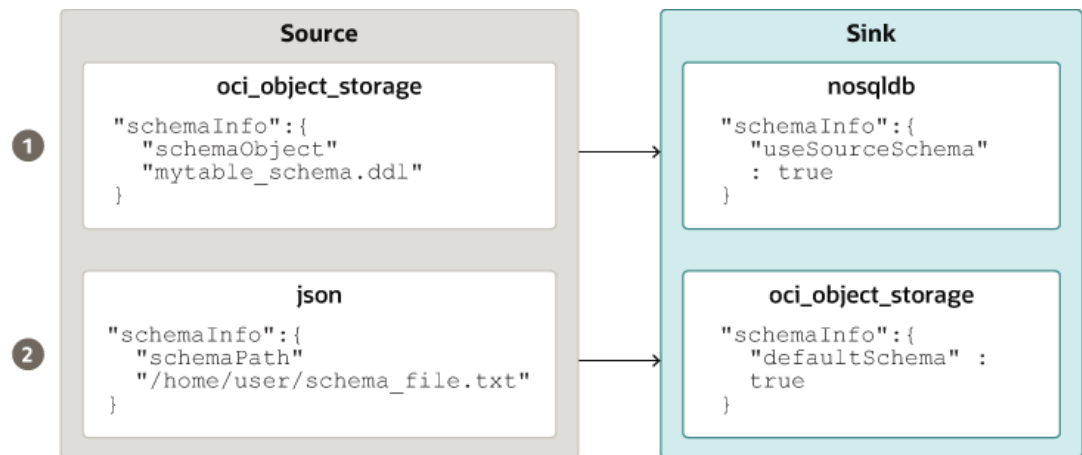 Source
Sink
1
oci_object_storage
"schemaInfo":{
"schemaObject"
"mytable_schema.ddl"
}
nosqldb
"schemaInfo":{
"useSourceSchema"
: true
}
2
json
"schemaInfo":{
"schemaPath"
"/home/user/schema_file.txt"
}
oci_object_storage
"schemaInfo":{
"defaultSchema" :
true
}